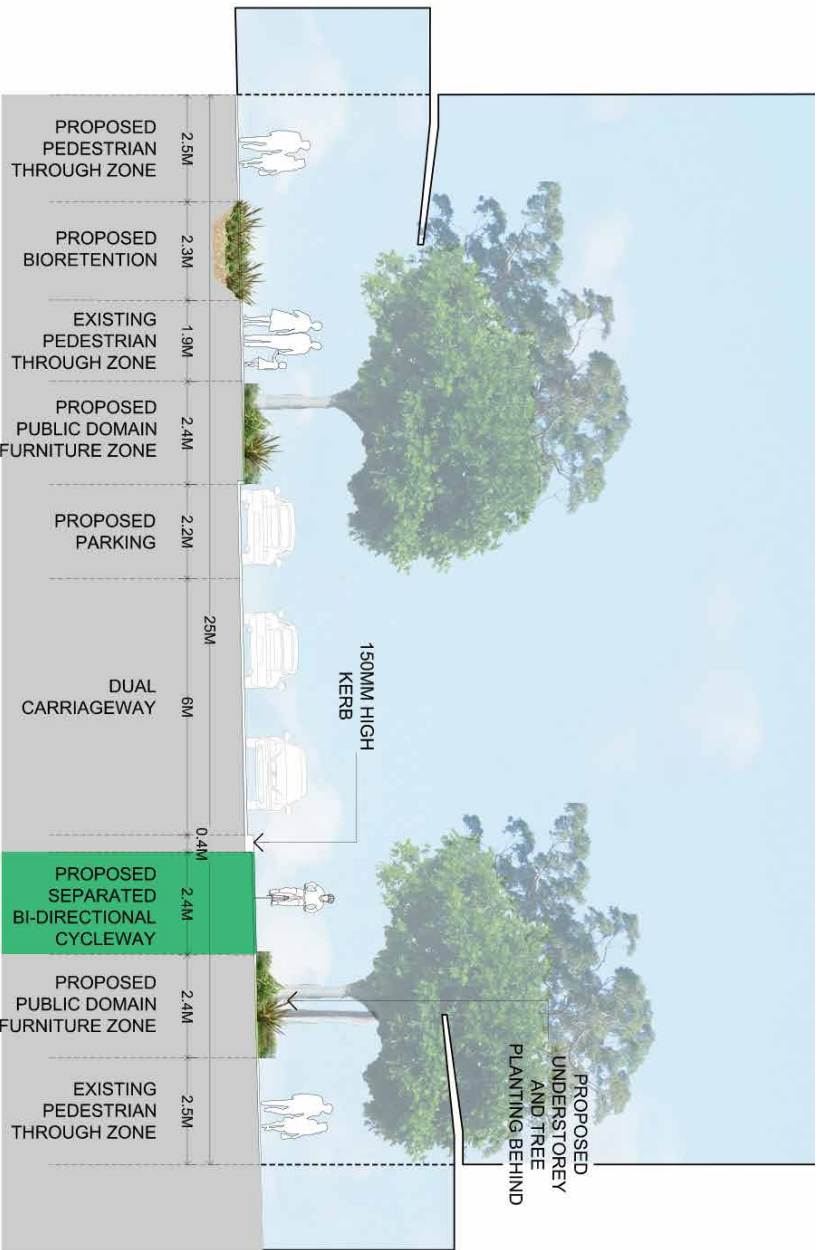 PROPOSED
PEDESTRIAN
THROUGH ZONE
2.5M
PROPOSED
BIORETENTION
2.3M
EXISTING
PEDESTRIAN
THROUGH ZONE
1.9M
PROPOSED
PUBLIC DOMAIN
FURNITURE ZONE
2.4M
PROPOSED
PARKING
2.2M
25M
DUAL
CARRIAGEWAY
6M
150MM HIGH
KERB
0.4M
PROPOSED
SEPARATED
BI-DIRECTIONAL
CYCLEWAY
2.4M
PROPOSED
PUBLIC DOMAIN
FURNITURE ZONE
2.4M
PROPOSED
UNDERSTOREY
AND TREE
PLANTING BEHIND
EXISTING
PEDESTRIAN
THROUGH ZONE
2.5M